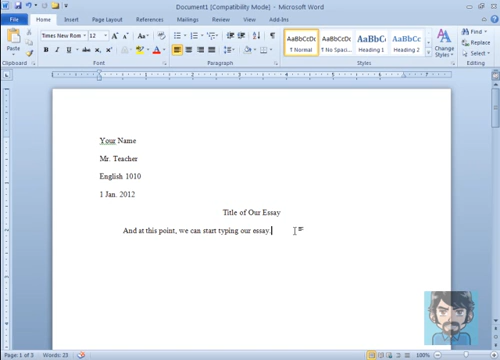 Document1 [Compatibility Mode] - Microsoft Word
File Home Insert Page Layout References Mailings Review View Add-Ins
Paste
Times New Rom 12
B I U
AaBbCcDc AaBbCcDc AaBbCc AaBbCc
¶ Normal ¶ No Spaci... Heading 1 Heading 2
Change Styles
Find
Replace
Select
Clipboard Font Paragraph Styles Editing
Your Name
Mr. Teacher
English 1010
1 Jan. 2012
Title of Our Essay
And at this point, we can start typing our essay.
Page: 1 of 3 Words: 23 100%